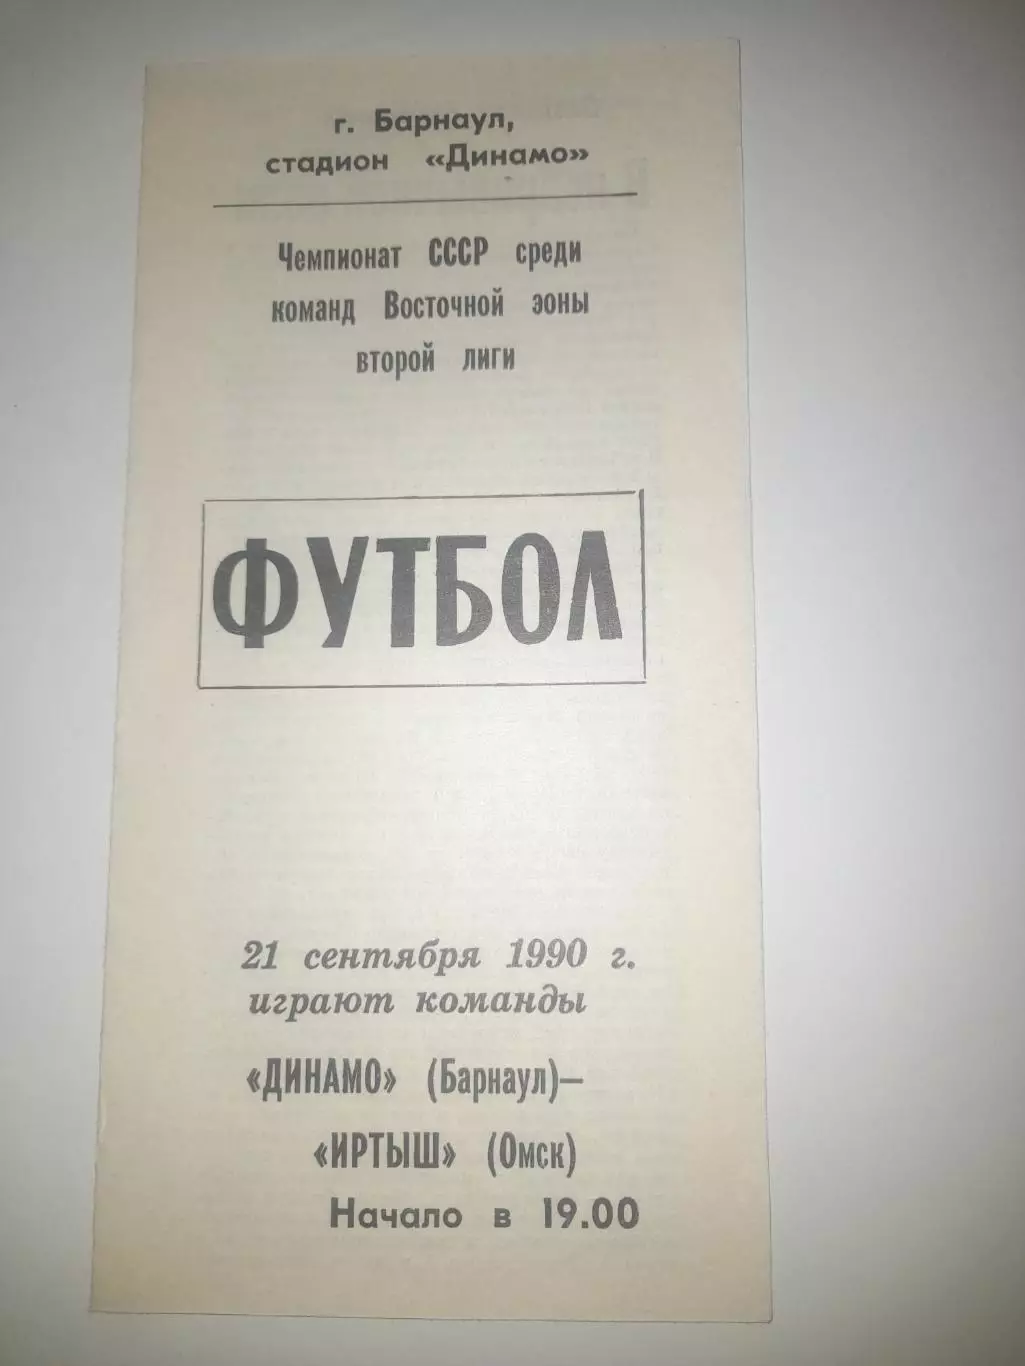 г. Барнаул,
стадион «Динамо»
Чемпионат СССР среди
команд Восточной эоны
второй лиги
ФУТБОЛ
21 сентября 1990 г.
играют команды
«ДИНАМО» (Барнаул)—
«ИРТЫШ» (Омск)
Начало в 19.00